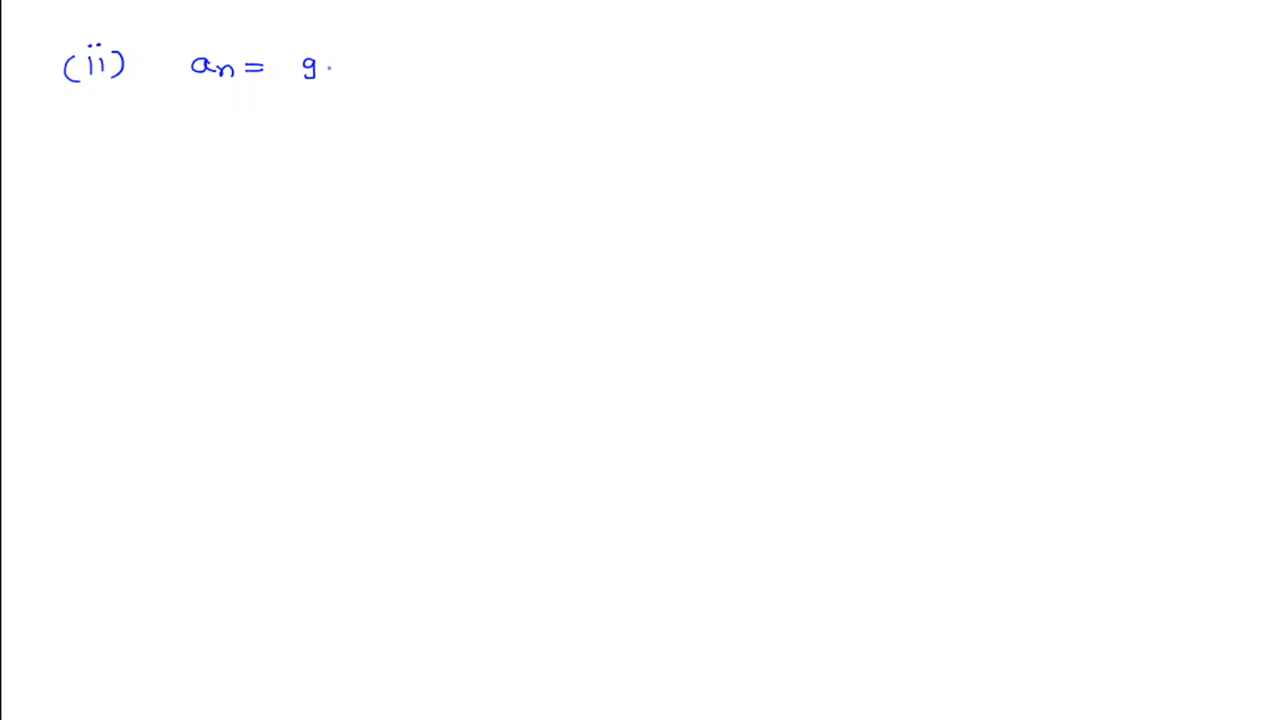 (ii) an = 9.